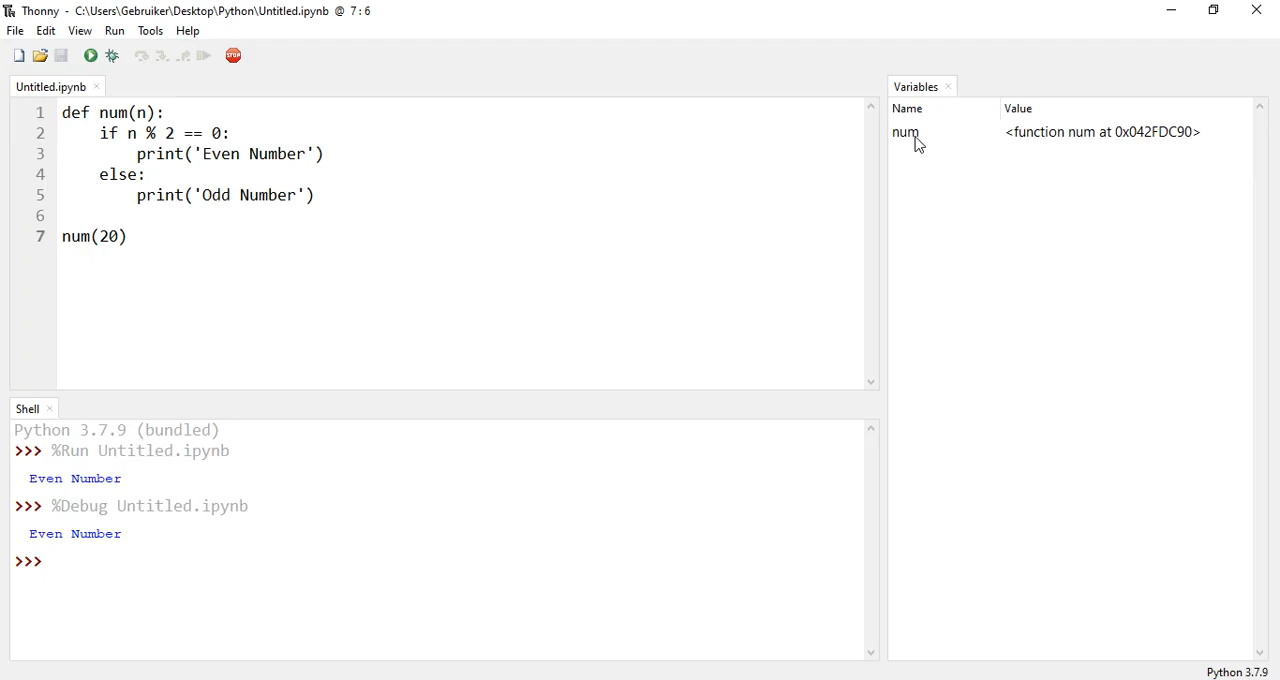 Thonny - C:\Users\Gebruiker\Desktop\Python\Untitled.ipynb @ 7:6
File Edit View Run Tools Help
STOP
Untitled.ipynb
1 def num(n):
2     if n % 2 == 0:
3         print('Even Number')
4     else:
5         print('Odd Number')
6
7 num(20)
Variables
Name Value
num <function num at 0x042FDC90>
Shell
Python 3.7.9 (bundled)
>>> %Run Untitled.ipynb
Even Number
>>> %Debug Untitled.ipynb
Even Number
>>>
Python 3.7.9